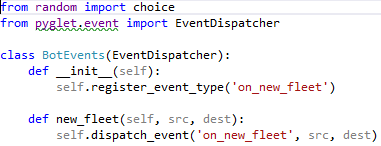 from random import choice
from pyglet.event import EventDispatcher
class BotEvents(EventDispatcher):
    def __init__(self):
        self.register_event_type('on_new_fleet')
    def new_fleet(self, src, dest):
        self.dispatch_event('on_new_fleet', src, dest)